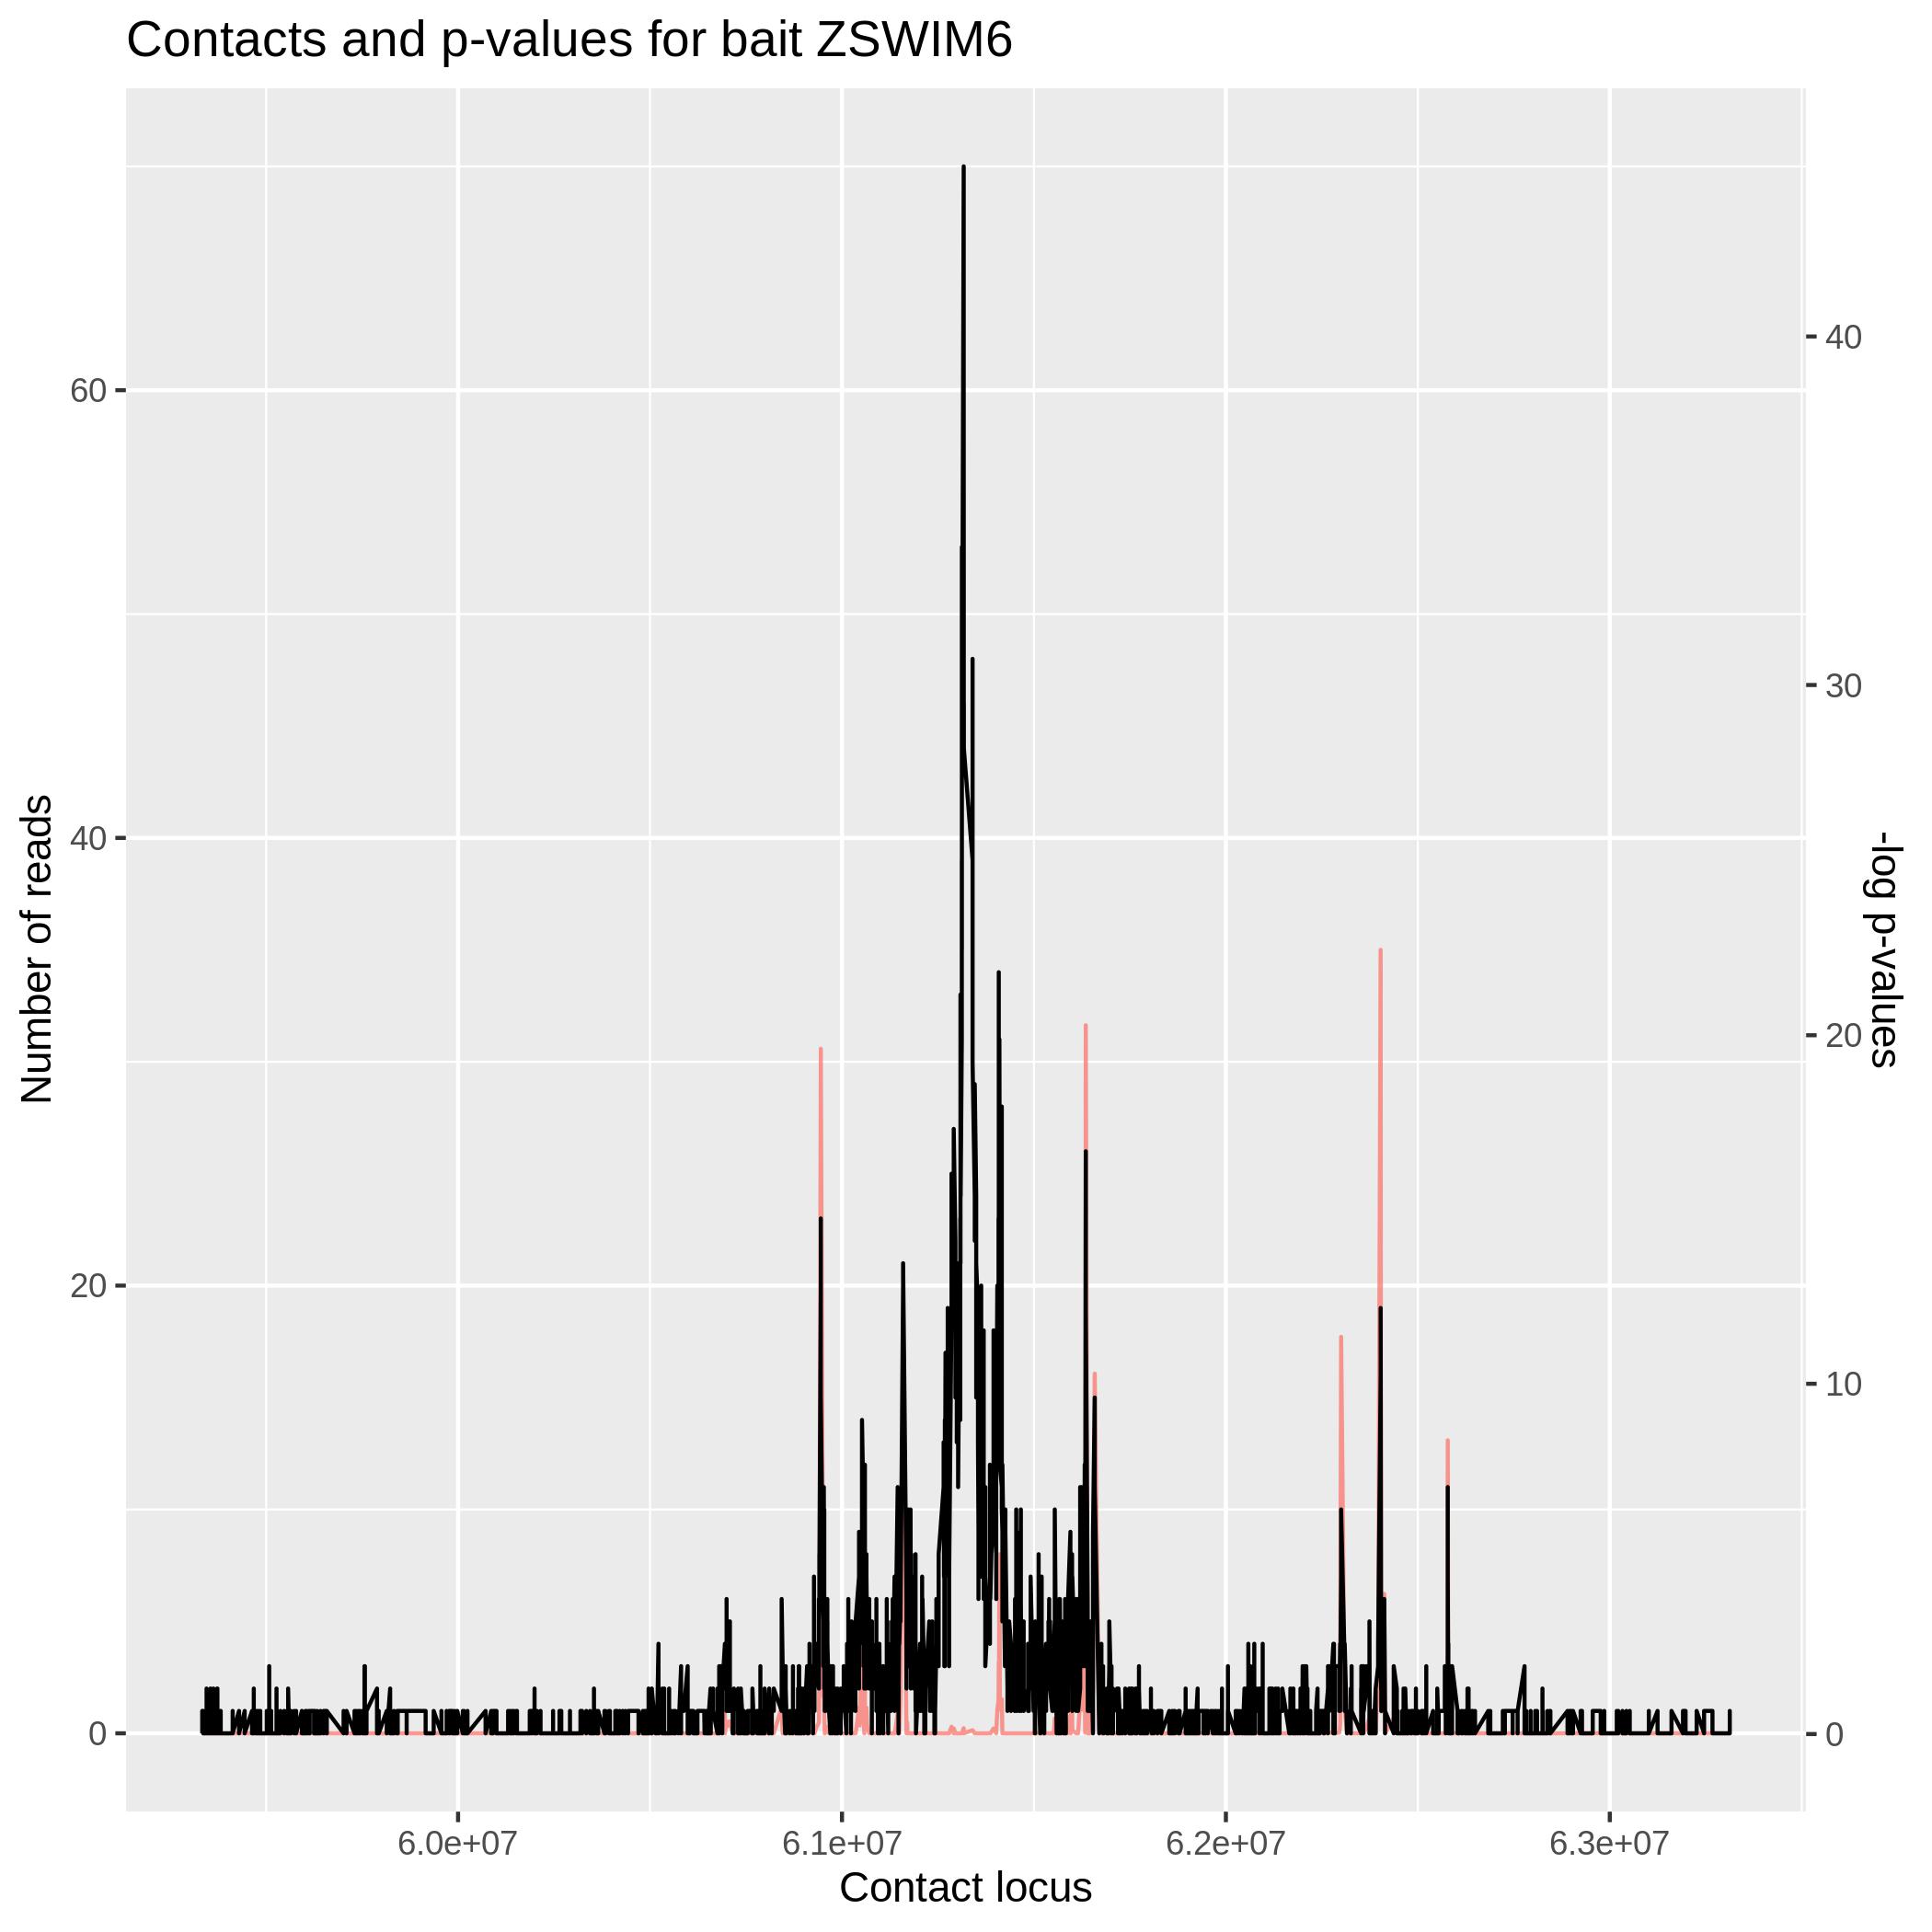 Contacts and p-values for bait ZSWIM6
60
40
20
0
Number of reads
40
30
20
10
0
-log p-values
6.0e+07
6.1e+07
6.2e+07
6.3e+07
Contact locus